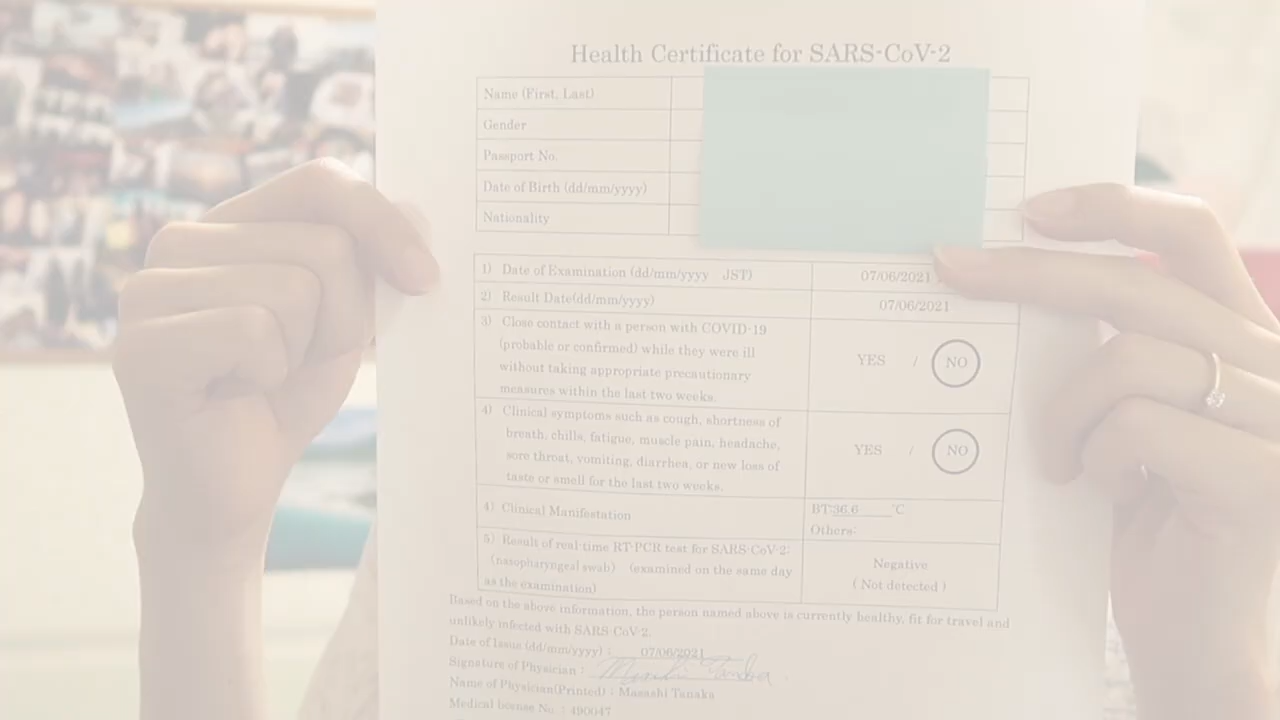 Health Certificate for SARS-CoV-2
Name (First, Last)
Gender
Passport No.
Date of Birth (dd/mm/yyyy)
Nationality
1) Date of Examination (dd/mm/yyyy JST) 07/06/2021
2) Result Date(dd/mm/yyyy) 07/06/2021
3) Close contact with a person with COVID-19
(probable or confirmed) while they were ill
without taking appropriate precautionary
measures within the last two weeks.
YES / NO
4) Clinical symptoms such as cough, shortness of
breath, chills, fatigue, muscle pain, headache,
sore throat, vomiting, diarrhea, or new loss of
taste or smell for the last two weeks.
YES / NO
4) Clinical Manifestation
BT:36.6 ℃
Others:
5) Result of real-time RT-PCR test for SARS-CoV-2:
(nasopharyngeal swab) (examined on the same day
as the examination)
Negative
( Not detected )
Based on the above information, the person named above is currently healthy, fit for travel and
unlikely infected with SARS-CoV-2.
Date of Issue (dd/mm/yyyy) : 07/06/2021
Signature of Physician :
Name of Physician(Printed) : Masashi Tanaka
Medical license No. : 490047